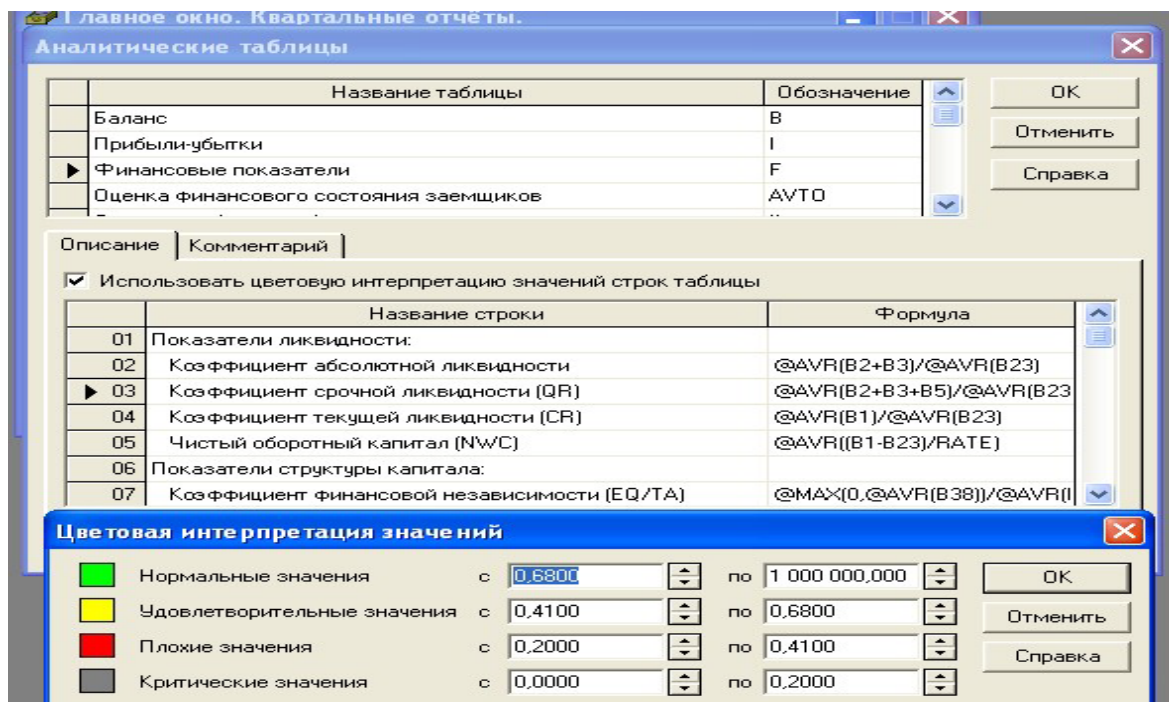 Главное окно. Квартальные отчёты.
Аналитические таблицы
Название таблицы Обозначение
Баланс B
Прибыли-убытки I
Финансовые показатели F
Оценка финансового состояния заемщиков AVTO
OK
Отменить
Справка
Описание Комментарий
Использовать цветовую интерпретацию значений строк таблицы
Название строки Формула
01 Показатели ликвидности:
02 Коэффициент абсолютной ликвидности @AVR(B2+B3)/@AVR(B23)
03 Коэффициент срочной ликвидности (QR) @AVR(B2+B3+B5)/@AVR(B23
04 Коэффициент текущей ликвидности (CR) @AVR(B1)/@AVR(B23)
05 Чистый оборотный капитал (NWC) @AVR((B1-B23)/RATE)
06 Показатели структуры капитала:
07 Коэффициент финансовой независимости (EQ/TA) @MAX(0,@AVR(B38))/@AVR(
Цветовая интерпретация значений
Нормальные значения с 0,6800 по 1 000 000,000
Удовлетворительные значения с 0,4100 по 0,6800
Плохие значения с 0,2000 по 0,4100
Критические значения с 0,0000 по 0,2000
OK
Отменить
Справка